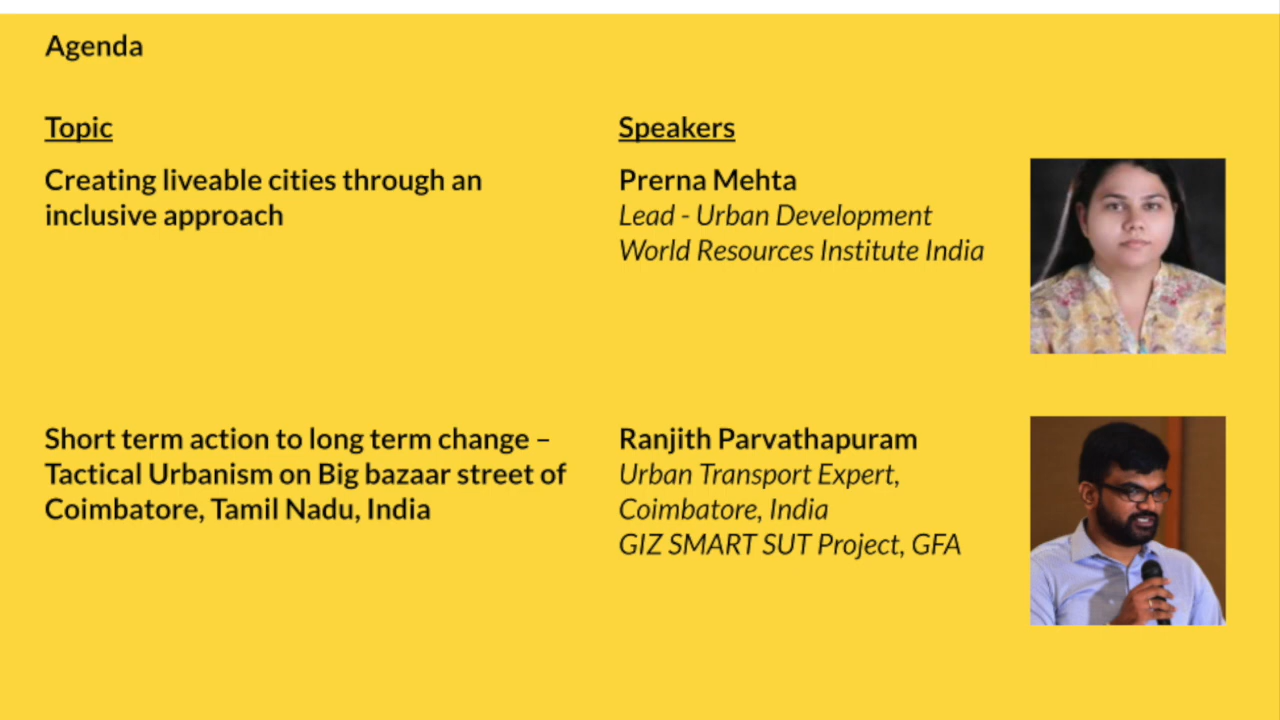 Agenda
Topic
Speakers
Creating liveable cities through an
inclusive approach
Prerna Mehta
Lead - Urban Development
World Resources Institute India
Short term action to long term change –
Tactical Urbanism on Big bazaar street of
Coimbatore, Tamil Nadu, India
Ranjith Parvathapuram
Urban Transport Expert,
Coimbatore, India
GIZ SMART SUT Project, GFA